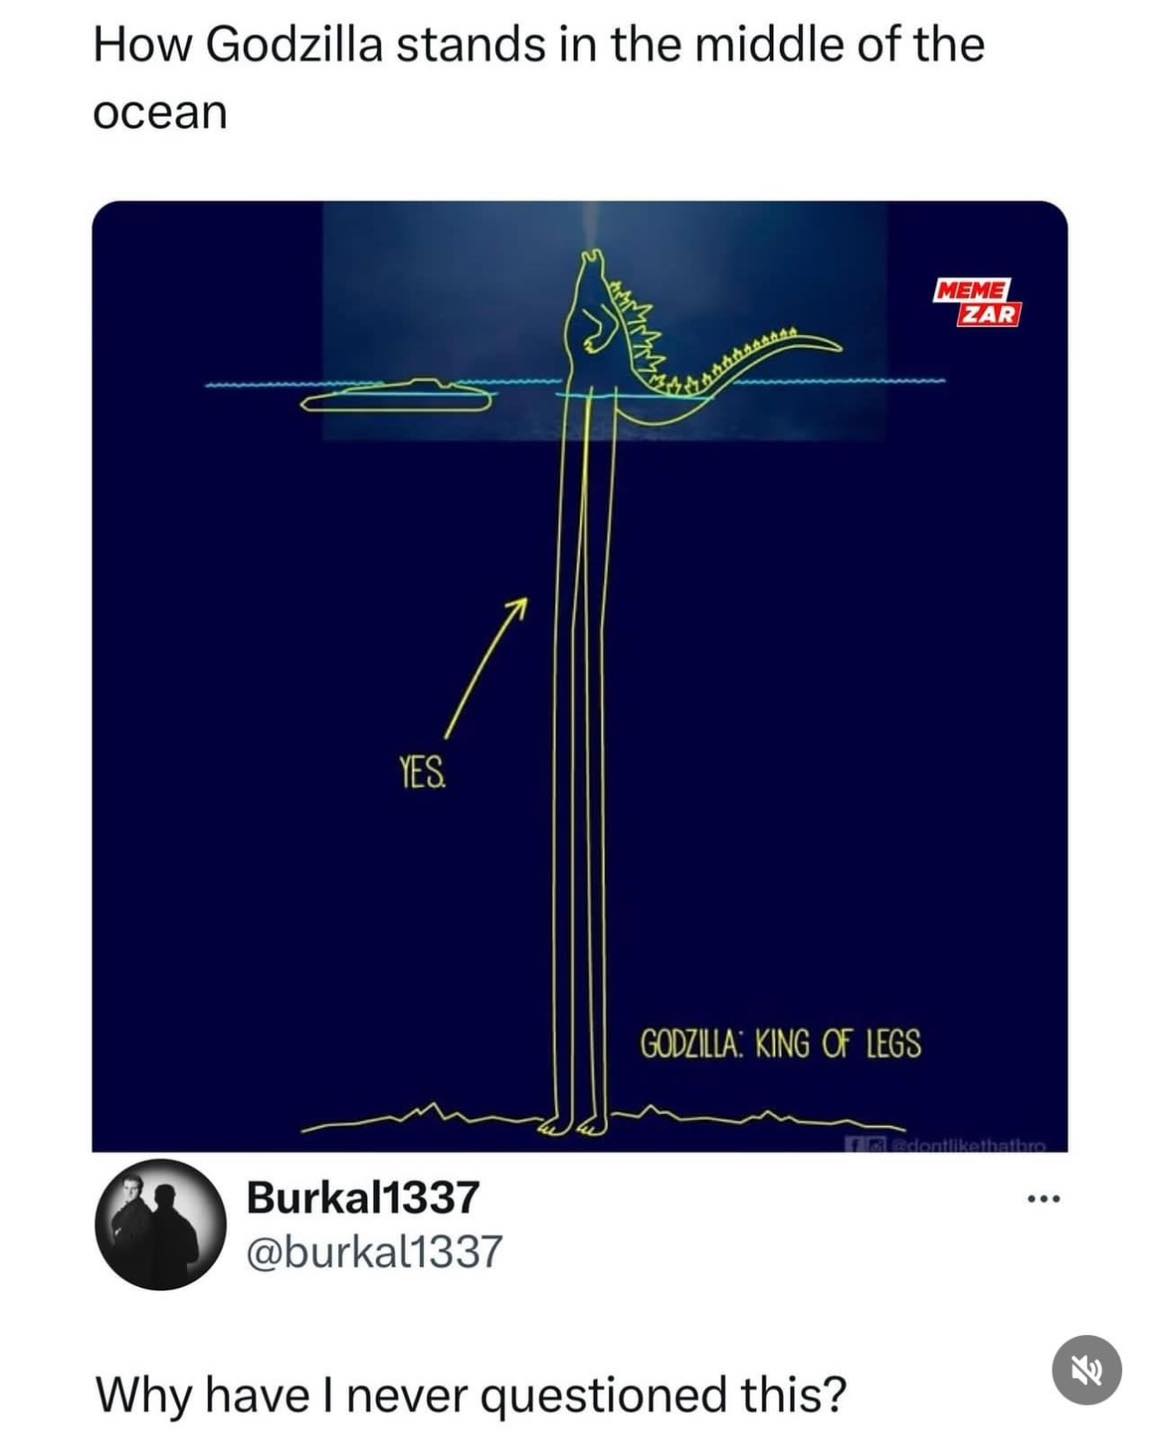 How Godzilla stands in the middle of the
ocean
MEME
ZAR
YES.
GODZILLA: KING OF LEGS
@dontlikethatbro
Burkal1337
@burkal1337
Why have I never questioned this?